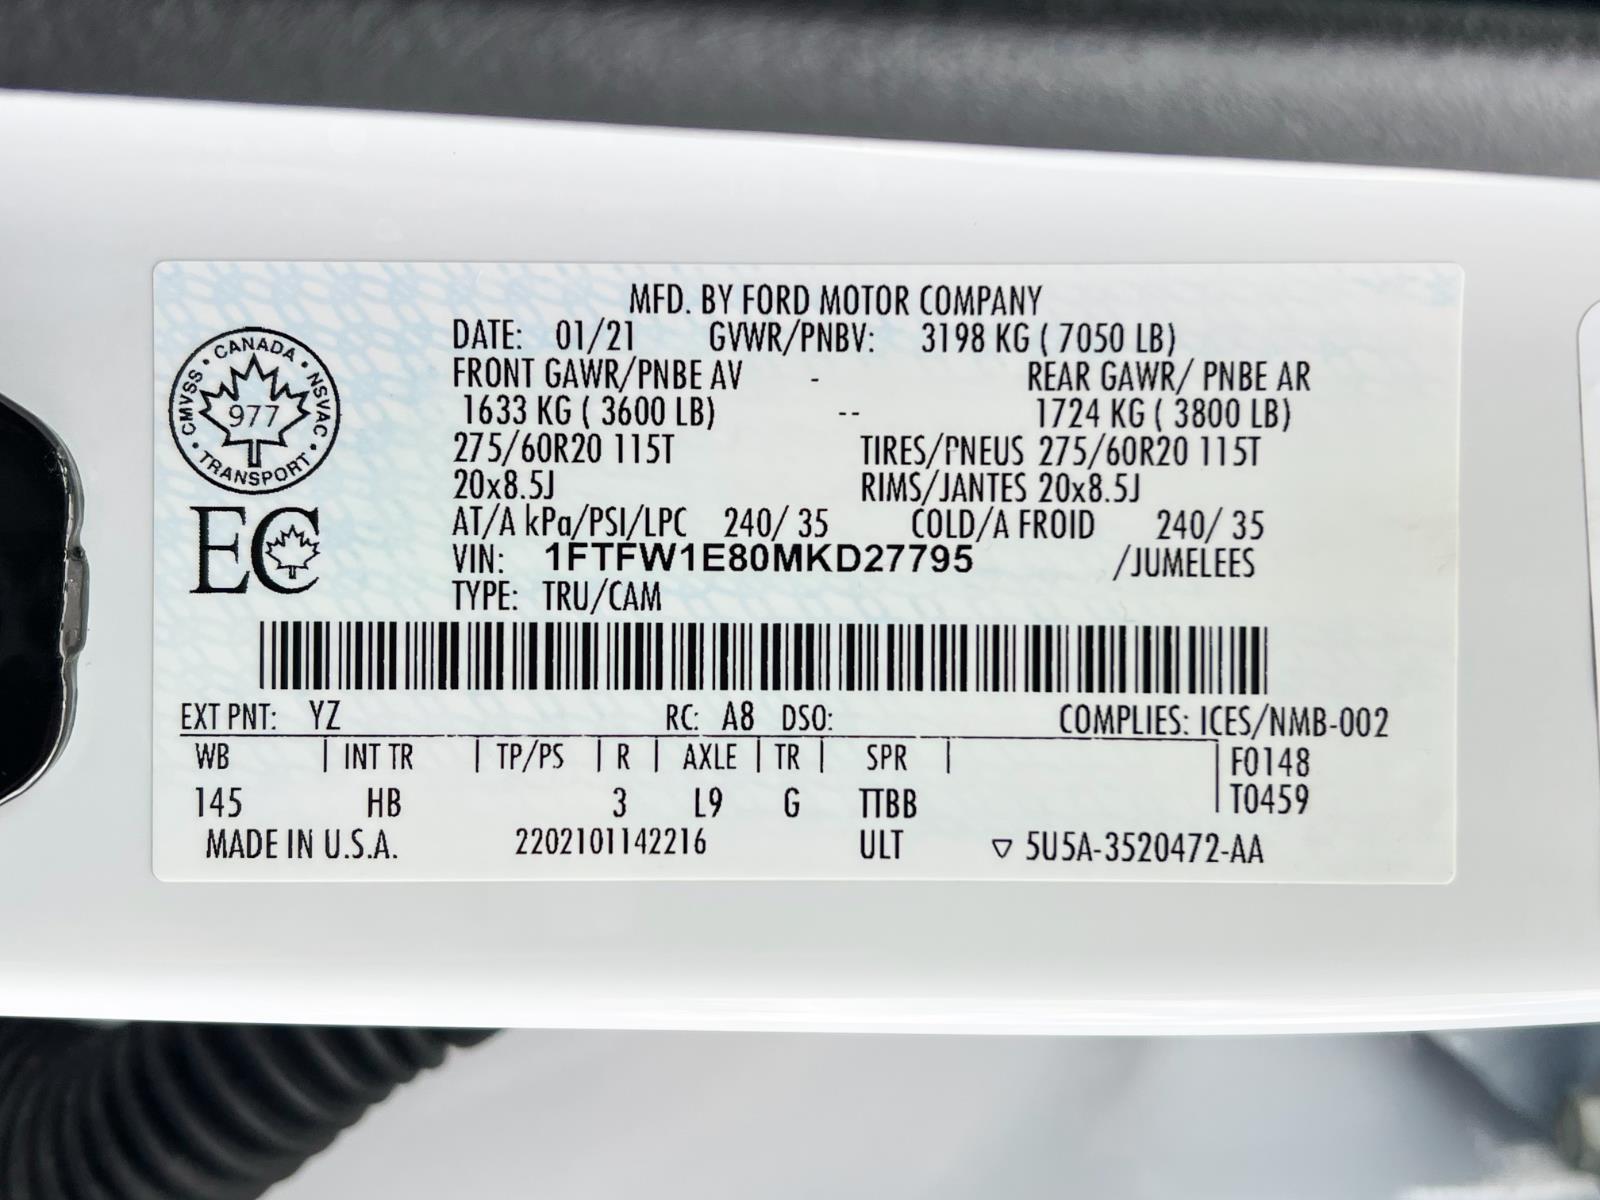 MFD. BY FORD MOTOR COMPANY
DATE: 01/21 GVWR/PNBV: 3198 KG ( 7050 LB)
FRONT GAWR/PNBE AV - REAR GAWR/ PNBE AR
1633 KG ( 3600 LB) -- 1724 KG ( 3800 LB)
275/60R20 115T TIRES/PNEUS 275/60R20 115T
20x8.5J RIMS/JANTES 20x8.5J
AT/A kPa/PSI/LPC 240/ 35 COLD/A FROID 240/ 35
VIN: 1FTFW1E80MKD27795 /JUMELEES
TYPE: TRU/CAM
CANADA • NSVAC • TRANSPORT • CMVSS •
977
EC
EXT PNT: YZ RC: A8 DSO: COMPLIES: ICES/NMB-002
WB | INT TR | TP/PS | R | AXLE | TR | SPR | F0148
145 HB 3 L9 G TTBB T0459
MADE IN U.S.A. 2202101142216 ULT ▽ 5U5A-3520472-AA